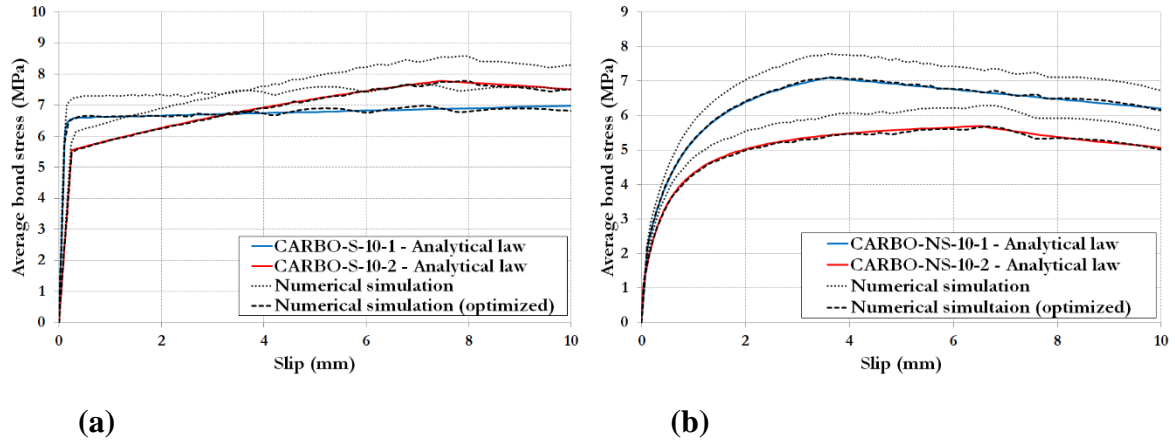 10
9
8
7
6
5
4
3
2
1
0
Average bond stress (MPa)
CARBO-S-10-1 - Analytical law
CARBO-S-10-2 - Analytical law
Numerical simulation
Numerical simulation (optimized)
0 2 4 6 8 10
Slip (mm)
(a)
9
8
7
6
5
4
3
2
1
0
Average bond stress (MPa)
CARBO-NS-10-1 - Analytical law
CARBO-NS-10-2 - Analytical law
Numerical simulation
Numerical simultaion (optimized)
0 2 4 6 8 10
Slip (mm)
(b)